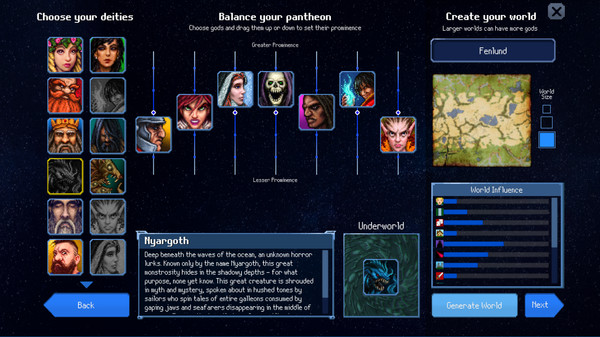 Choose your deities
Balance your pantheon
Choose gods and drag them up or down to set their prominence
Greater Prominence
Lesser Prominence
Create your world
Larger worlds can have more gods
Fenlund
World
Size
World Influence
Underworld
Nyargoth
Deep beneath the waves of the ocean, an unknown horror
lurks. Known only by the name Nyargoth, this great
monstrosity hides in the shadowy depths - for what
purpose, none yet know. This great creature is shrouded
in myth and mystery, spoken about in hushed tones by
sailors who spin tales of entire galleons consumed by
gaping jaws and seafarers disappearing in the middle of
Back
Generate World
Next